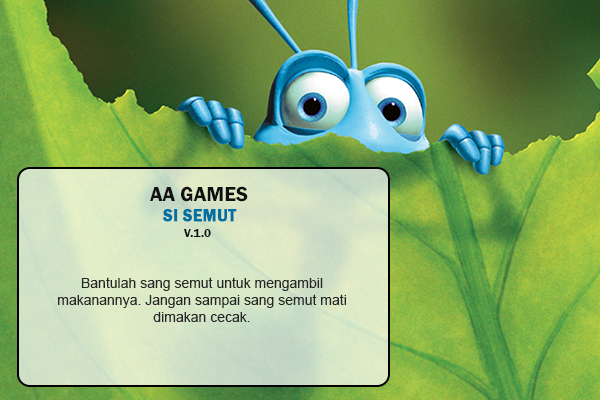 AA GAMES
SI SEMUT
V.1.0
Bantulah sang semut untuk mengambil
makanannya. Jangan sampai sang semut mati
dimakan cecak.